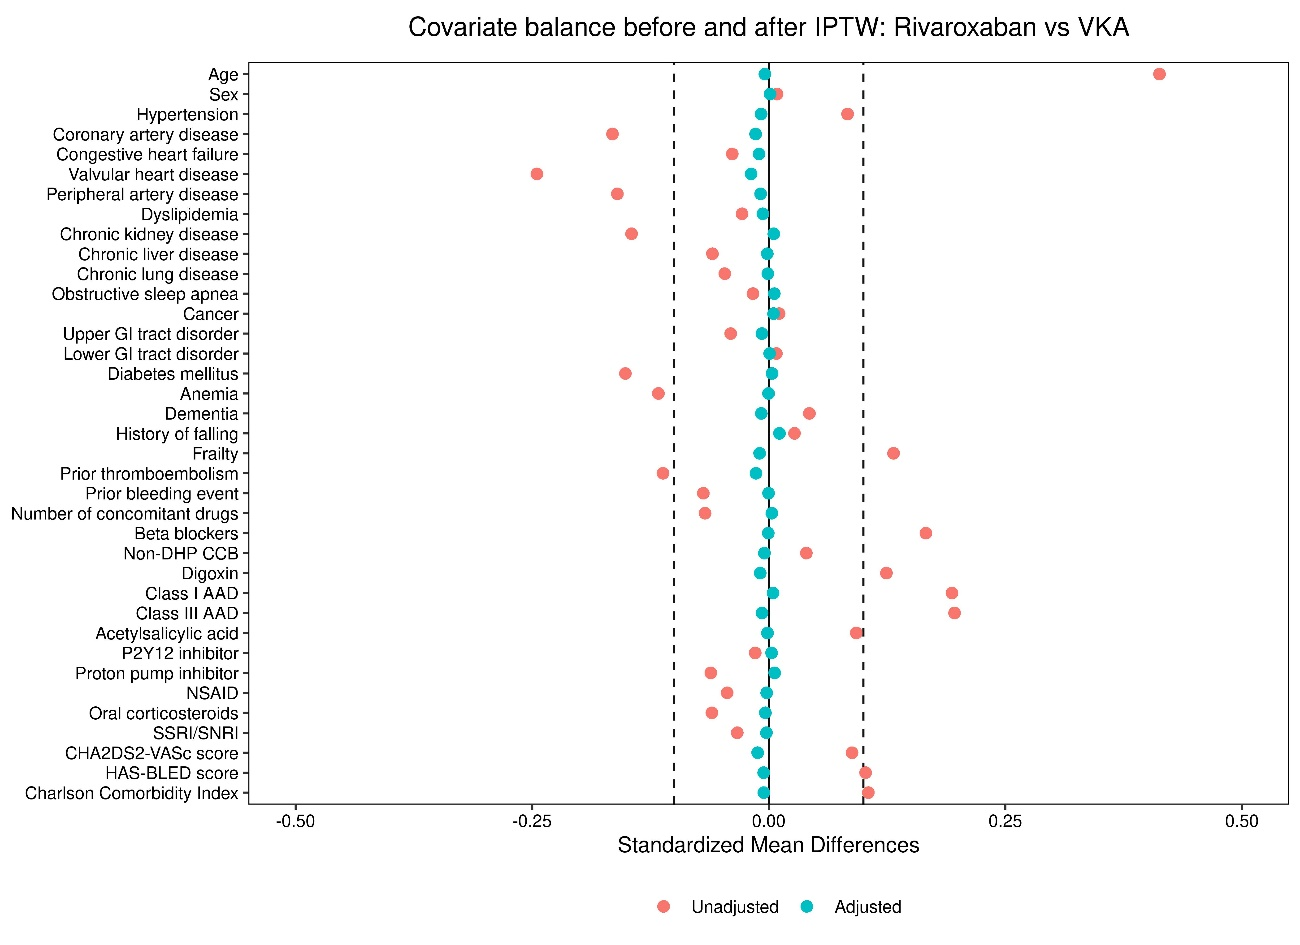 Covariate balance before and after IPTW: Rivaroxaban vs VKA
Age
Sex
Hypertension
Coronary artery disease
Congestive heart failure
Valvular heart disease
Peripheral artery disease
Dyslipidemia
Chronic kidney disease
Chronic liver disease
Chronic lung disease
Obstructive sleep apnea
Cancer
Upper GI tract disorder
Lower GI tract disorder
Diabetes mellitus
Anemia
Dementia
History of falling
Frailty
Prior thromboembolism
Prior bleeding event
Number of concomitant drugs
Beta blockers
Non-DHP CCB
Digoxin
Class I AAD
Class III AAD
Acetylsalicylic acid
P2Y12 inhibitor
Proton pump inhibitor
NSAID
Oral corticosteroids
SSRI/SNRI
CHA2DS2-VASc score
HAS-BLED score
Charlson Comorbidity Index
-0.50 -0.25 0.00 0.25 0.50
Standardized Mean Differences
Unadjusted Adjusted